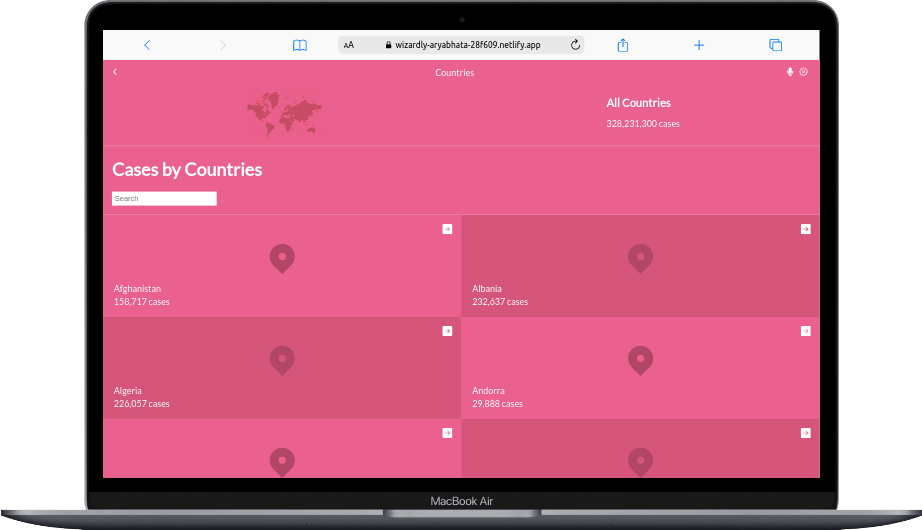 AA wizardly-aryabhata-28f609.netlify.app
Countries
All Countries
328,231,300 cases
Cases by Countries
Search
Afghanistan
158,717 cases
Albania
232,637 cases
Algeria
226,057 cases
Andorra
29,888 cases
MacBook Air